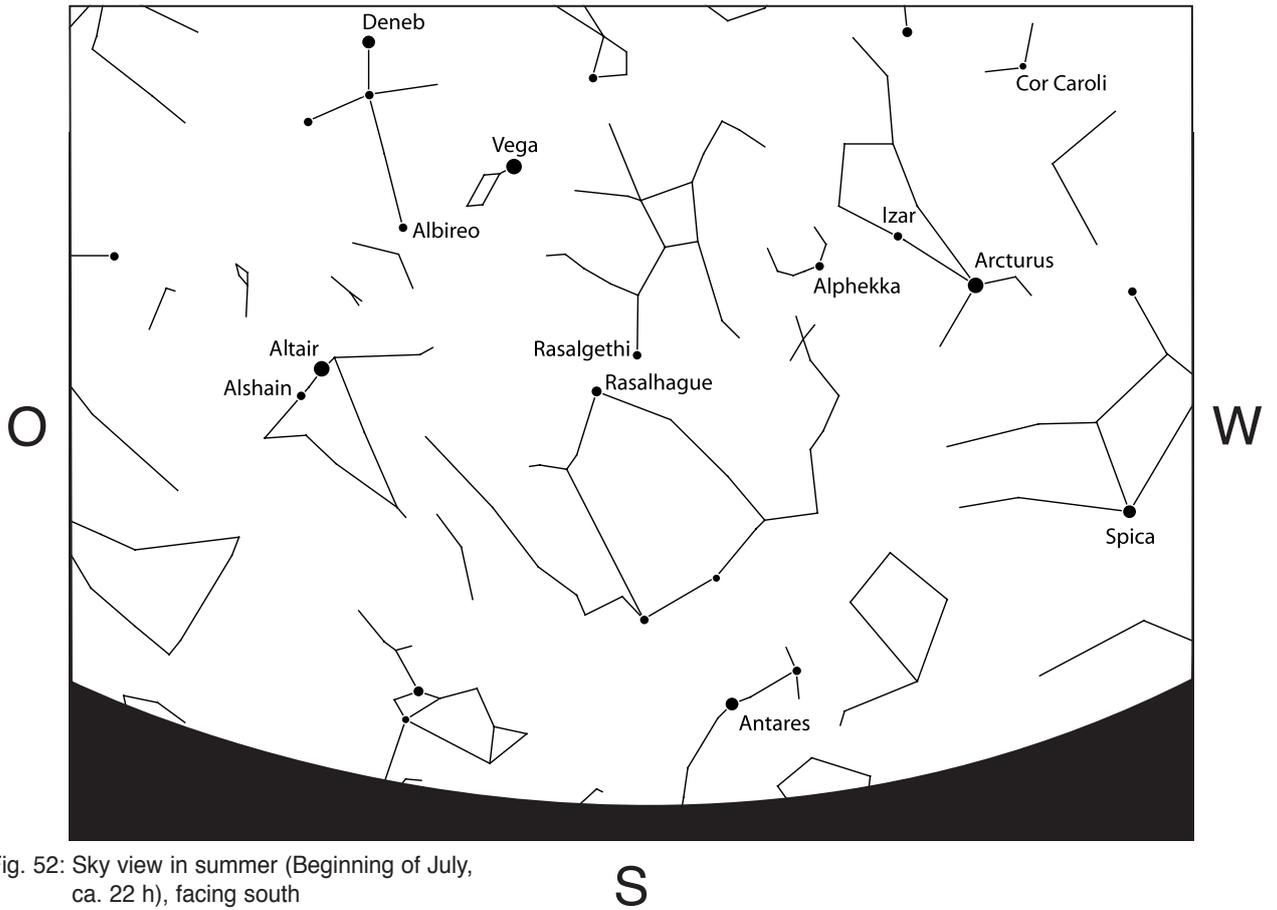 Deneb
Cor Caroli
Vega
Izar
Albireo
Arcturus
Alphekka
Altair
Rasalgethi
Alshain
Rasalhague
O
W
Spica
Antares
ig. 52: Sky view in summer (Beginning of July,
ca. 22 h), facing south
S